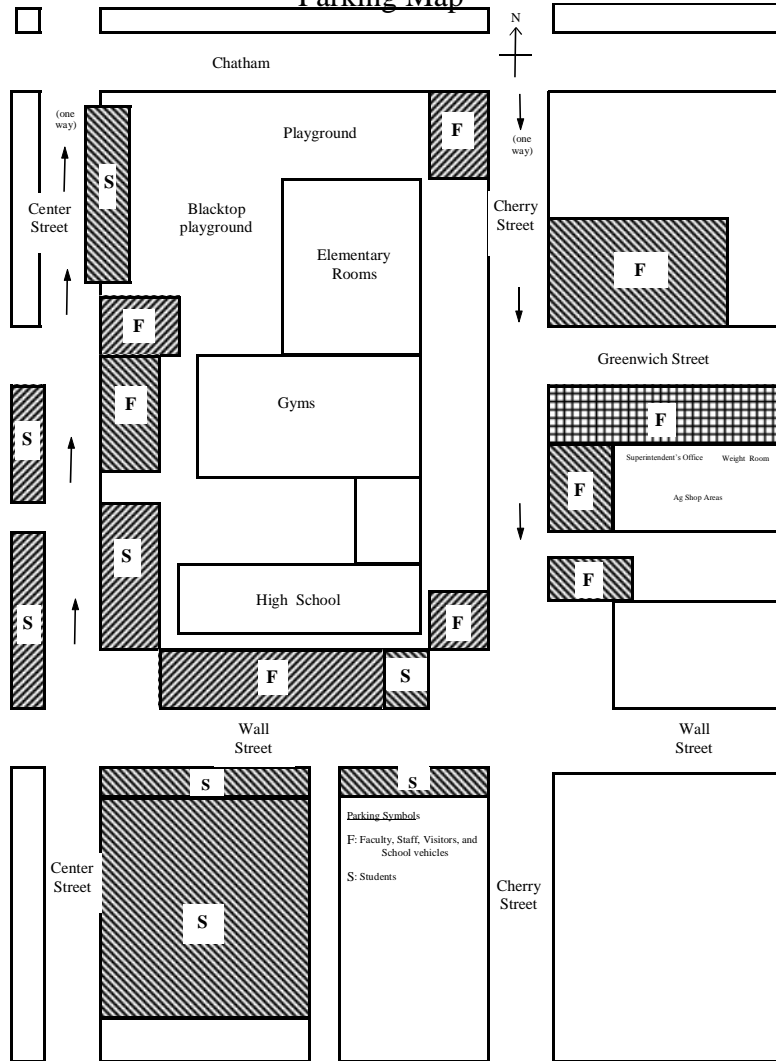 Parking Map
N
Chatham
(one
way)
F
Playground
(one
way)
S
Center
Street
Blacktop
playground
Cherry
Street
Elementary
Rooms
F
F
Greenwich Street
F
Gyms
F
S
Superintendent's Office
Weight Room
F
Ag Shop Areas
S
F
High School
S
F
F
S
Wall
Street
Wall
Street
S
S
Parking Symbols
F: Faculty, Staff, Visitors, and
School vehicles
S: Students
Center
Street
Cherry
Street
S